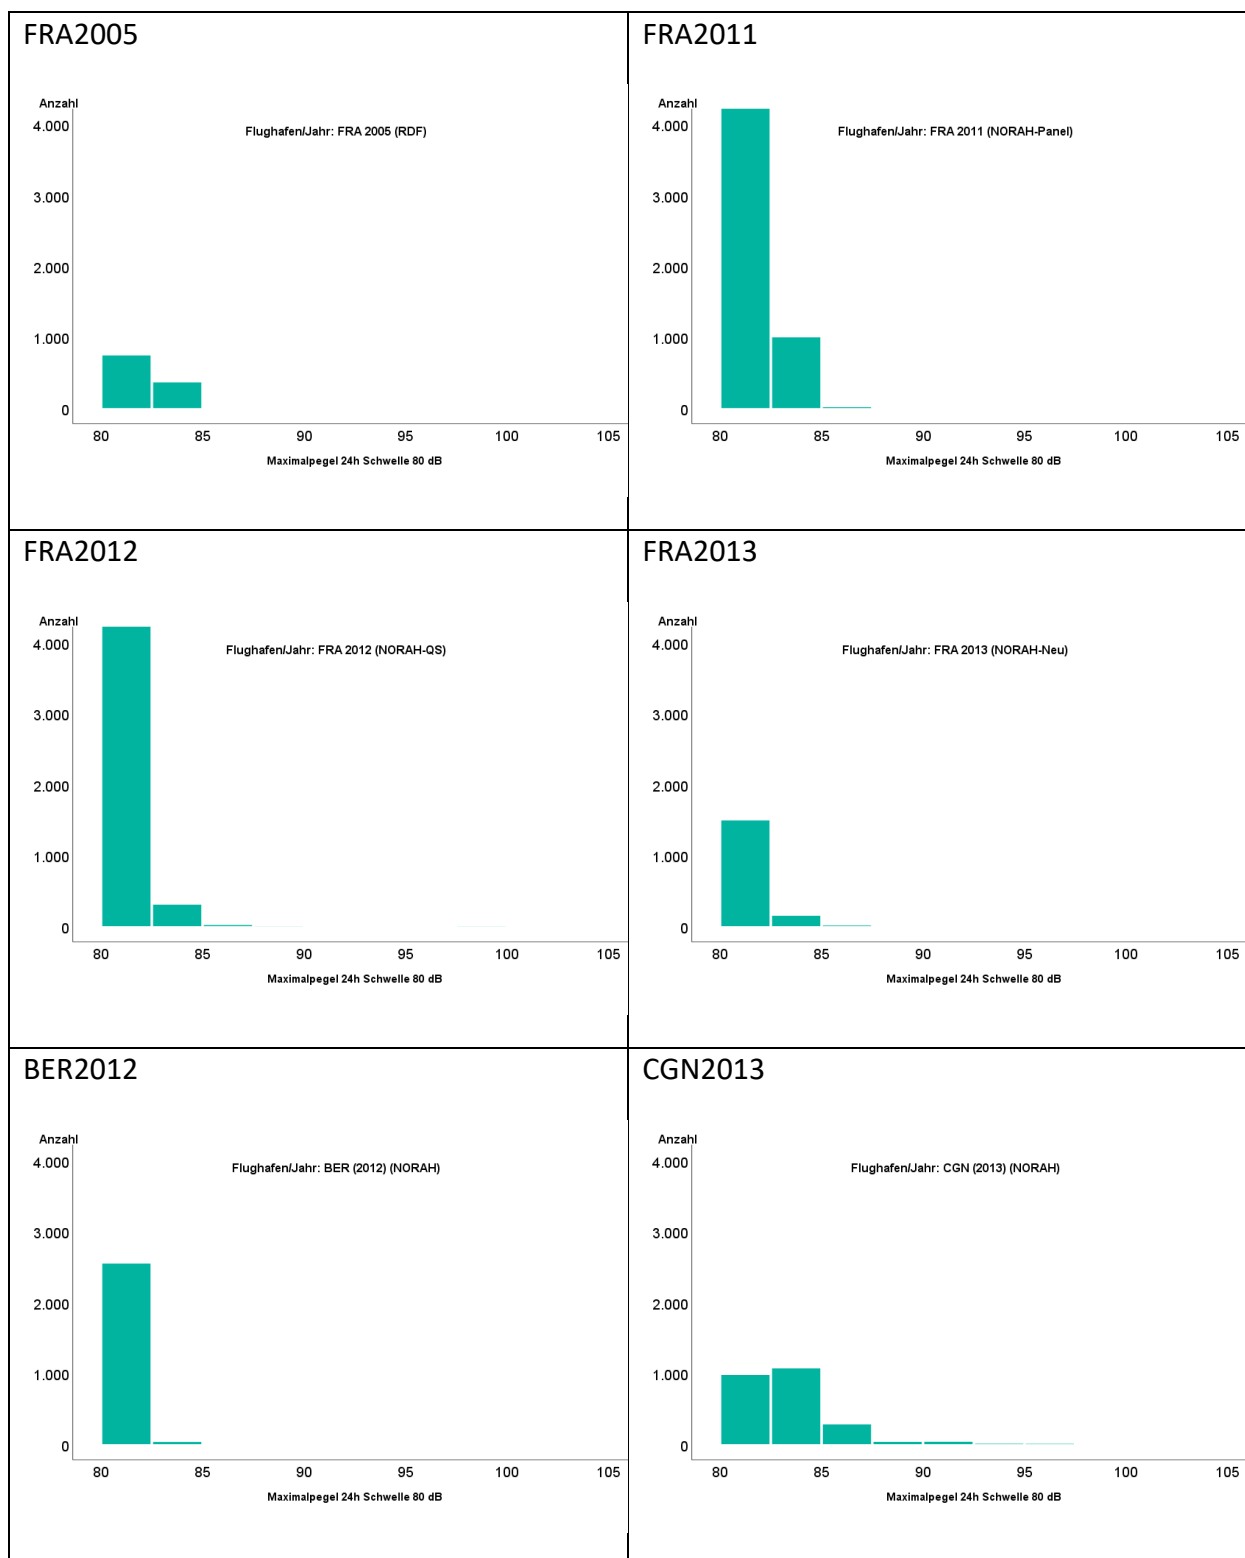 FRA2005
Anzahl
4.000
Flughafen/Jahr: FRA 2005 (RDF)
3.000
2.000
1.000
0
80 85 90 95 100 105
Maximalpegel 24h Schwelle 80 dB
FRA2011
Anzahl
4.000
Flughafen/Jahr: FRA 2011 (NORAH-Panel)
3.000
2.000
1.000
0
80 85 90 95 100 105
Maximalpegel 24h Schwelle 80 dB
FRA2012
Anzahl
4.000
Flughafen/Jahr: FRA 2012 (NORAH-QS)
3.000
2.000
1.000
0
80 85 90 95 100 105
Maximalpegel 24h Schwelle 80 dB
FRA2013
Anzahl
4.000
Flughafen/Jahr: FRA 2013 (NORAH-Neu)
3.000
2.000
1.000
0
80 85 90 95 100 105
Maximalpegel 24h Schwelle 80 dB
BER2012
Anzahl
4.000
Flughafen/Jahr: BER (2012) (NORAH)
3.000
2.000
1.000
0
80 85 90 95 100 105
Maximalpegel 24h Schwelle 80 dB
CGN2013
Anzahl
4.000
Flughafen/Jahr: CGN (2013) (NORAH)
3.000
2.000
1.000
0
80 85 90 95 100 105
Maximalpegel 24h Schwelle 80 dB